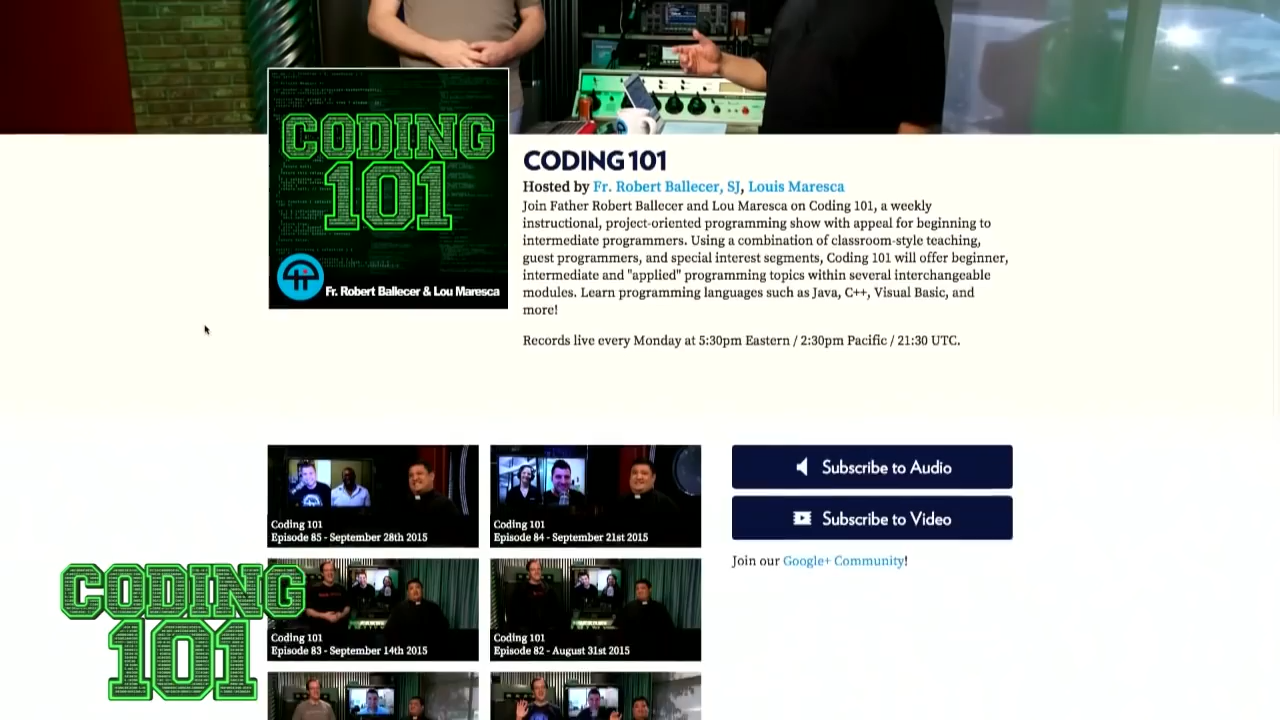 CODING
101
Fr. Robert Ballecer & Lou Maresca
CODING 101
Hosted by Fr. Robert Ballecer, SJ, Louis Maresca
Join Father Robert Ballecer and Lou Maresca on Coding 101, a weekly
instructional, project-oriented programming show with appeal for beginning to
intermediate programmers. Using a combination of classroom-style teaching,
guest programmers, and special interest segments, Coding 101 will offer beginner,
intermediate and "applied" programming topics within several interchangeable
modules. Learn programming languages such as Java, C++, Visual Basic, and
more!
Records live every Monday at 5:30pm Eastern / 2:30pm Pacific / 21:30 UTC.
Coding 101
Episode 85 - September 28th 2015
Coding 101
Episode 84 - September 21st 2015
Subscribe to Audio
Subscribe to Video
Join our Google+ Community!
Coding 101
Episode 83 - September 14th 2015
Coding 101
Episode 82 - August 31st 2015
CODING
101